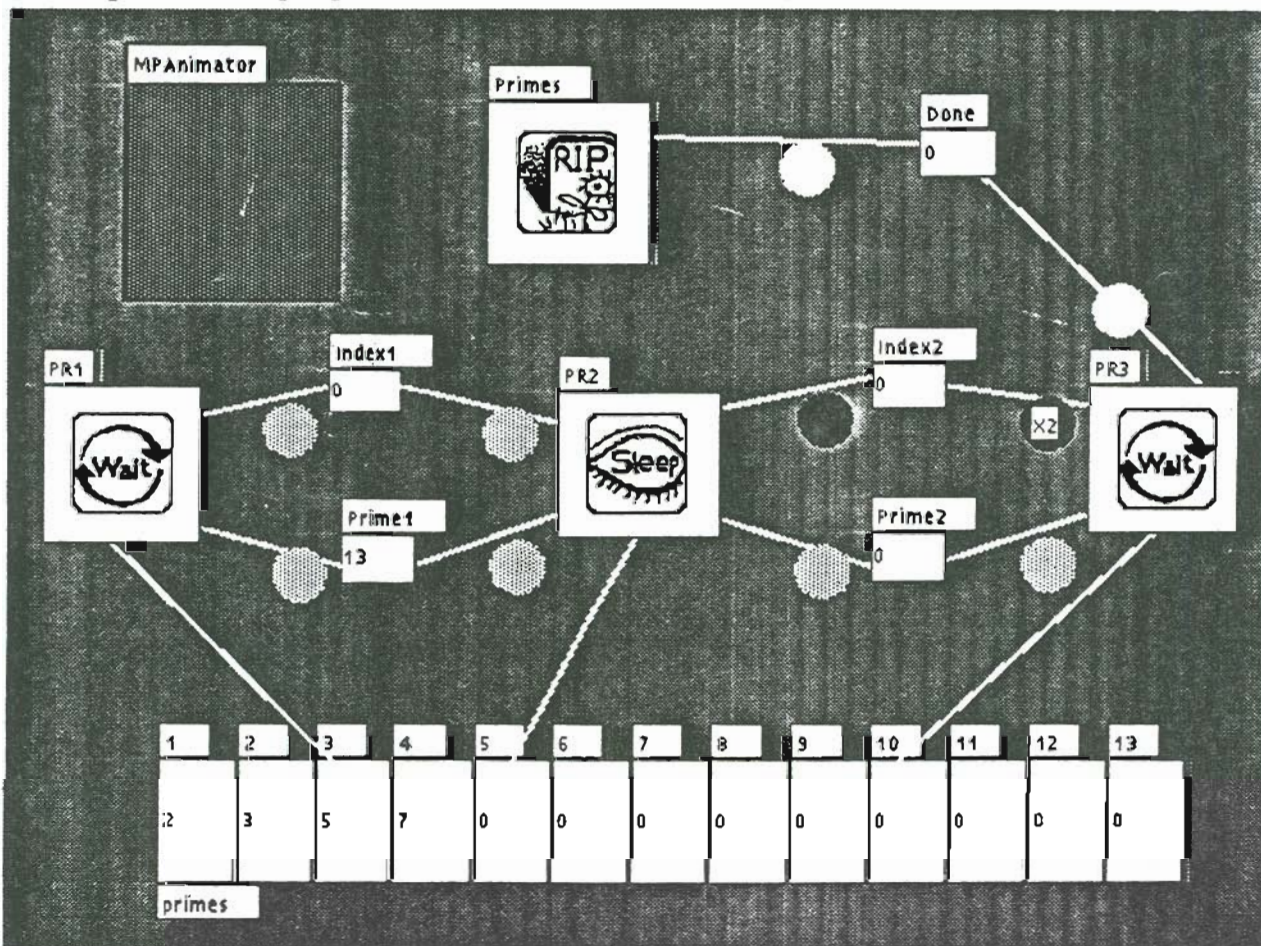 MPAnimator
Primes
RIP
Done
0
Index1
0
Index2
0
PR1
Wait
PR2
Sleep
PR3
Wait
X2
Prime1
13
Prime2
0
1 2 3 4 5 6 7 8 9 10 11 12 13
2 3 5 7 0 0 0 0 0 0 0 0 0
primes